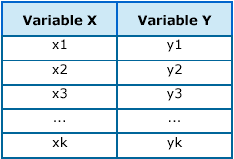 Variable X Variable Y
x1 y1
x2 y2
x3 y3
... ...
xk yk